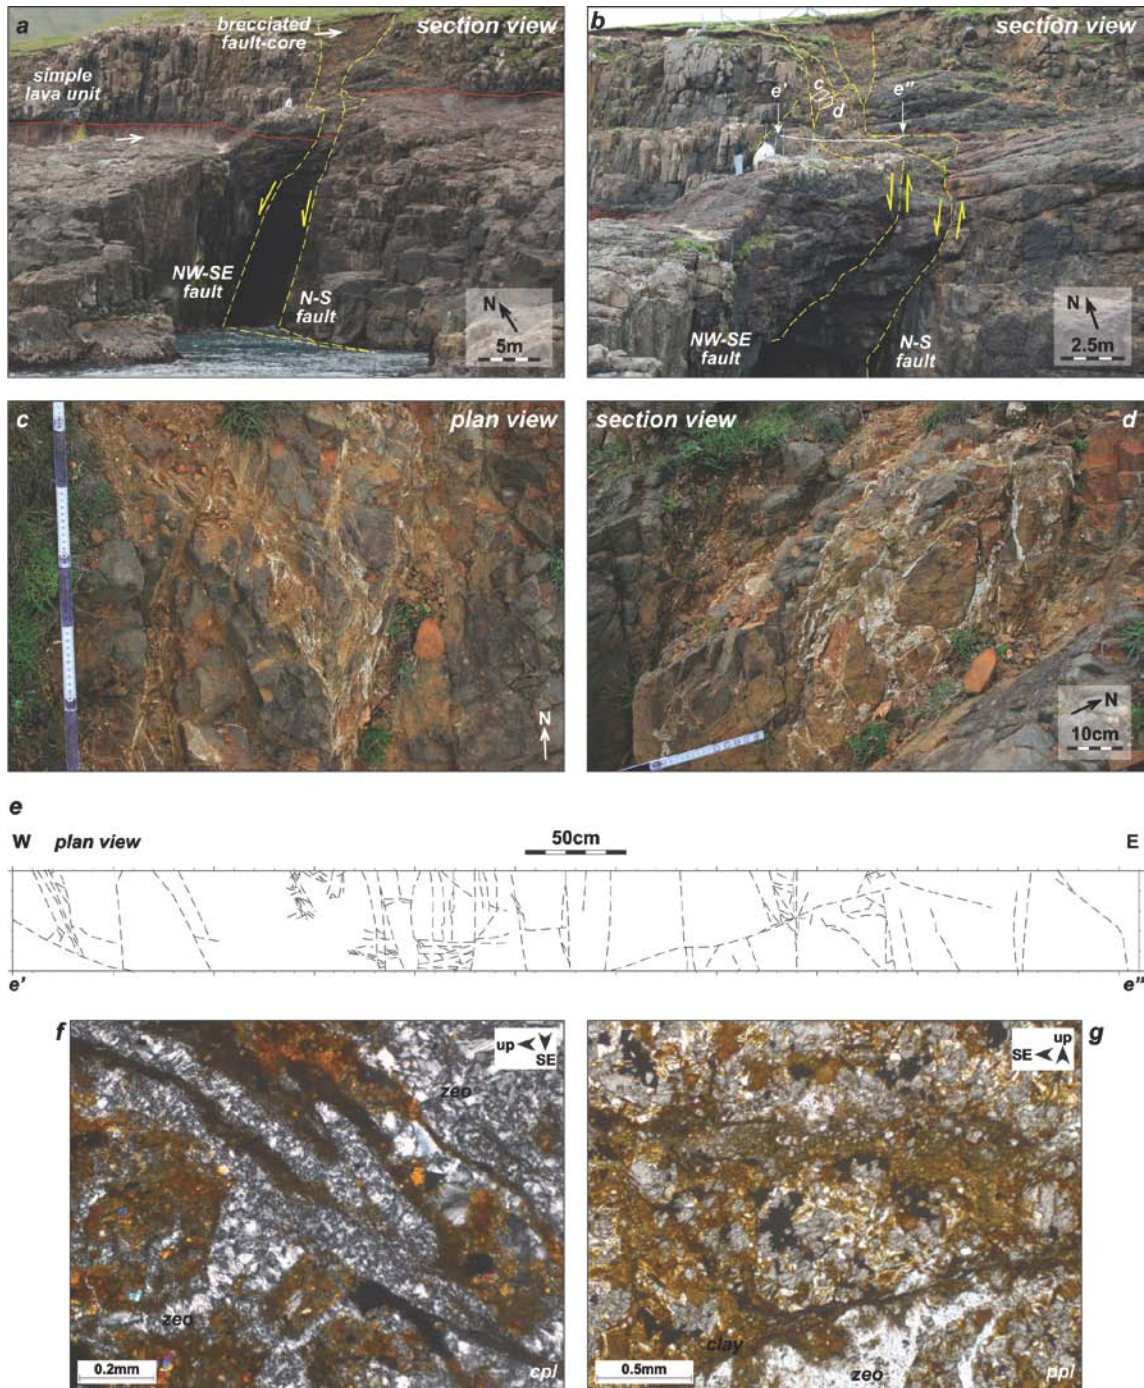 a
brecciated
fault-core
section view
simple
lava unit
NW-SE
fault
N-S
fault
N
5m
b
section view
e'
c
d
e"
NW-SE
fault
N-S
fault
N
2.5m
c
plan view
N
section view
d
N
10cm
e
W
plan view
50cm
E
e'
e"
f
up
SE
zeo
zeo
0.2mm
cpl
g
up
SE
clay
zeo
0.5mm
ppl